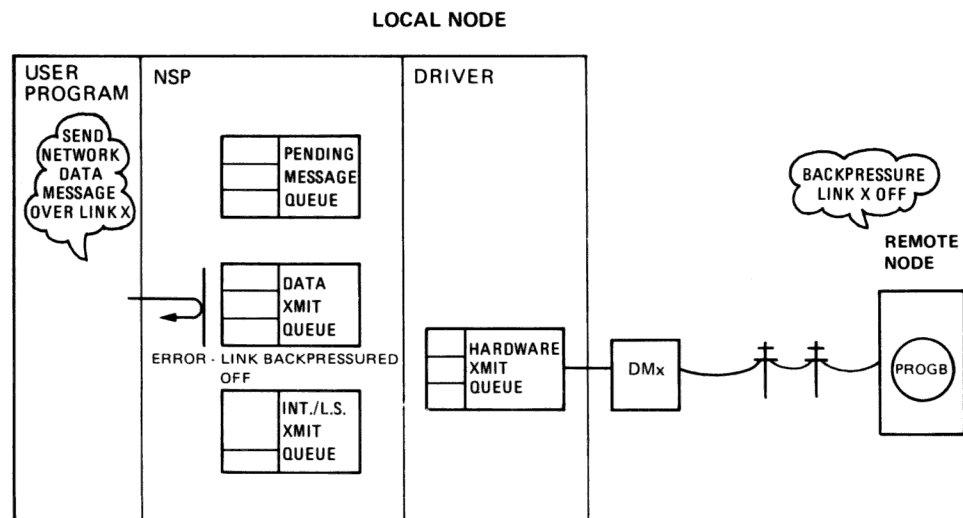 LOCAL NODE
USER
PROGRAM
NSP
DRIVER
SEND
NETWORK
DATA
MESSAGE
OVER LINK X
PENDING
MESSAGE
QUEUE
BACKPRESSURE
LINK X OFF
REMOTE
NODE
DATA
XMIT
QUEUE
ERROR - LINK BACKPRESSURED
OFF
HARDWARE
XMIT
QUEUE
DMx
PROGB
INT./L.S.
XMIT
QUEUE